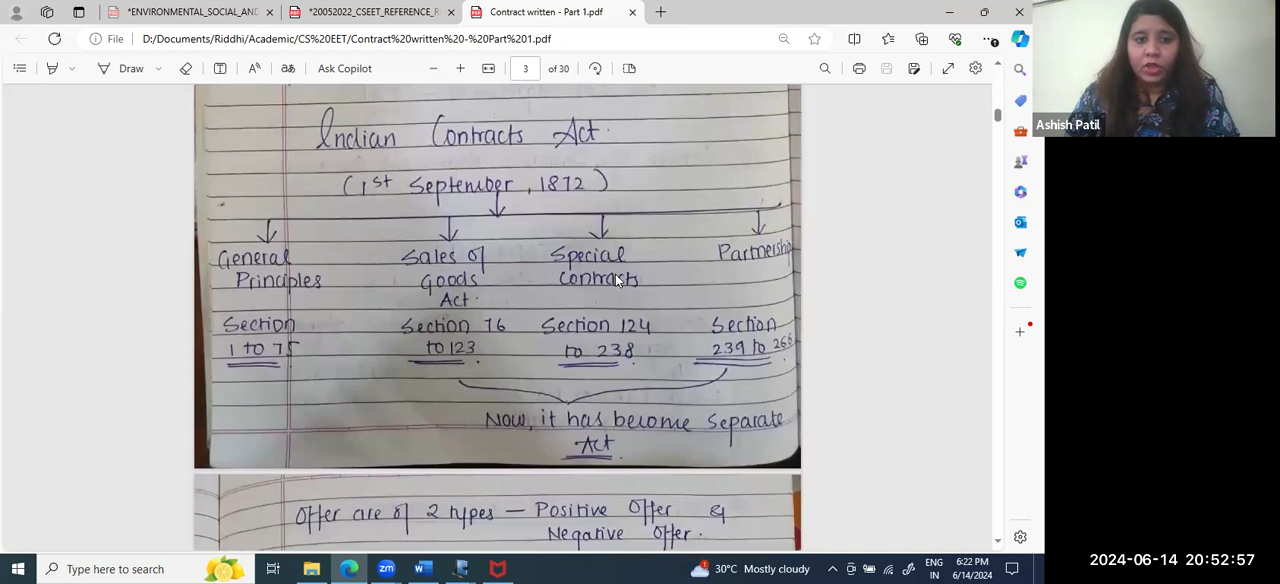 *ENVIRONMENTAL_SOCIAL_AND
*20052022_CSEET_REFERENCE_R
Contract written - Part 1.pdf
File
D:/Documents/Riddhi/Academic/CS%20EET/Contract%20written%20-%20Part%201.pdf
Draw
Ask Copilot
3
of 30
Ashish Patil
Indian Contracts Act.
(1st September, 1872)
General Principles
Section 1 to 75
Sales of Goods Act.
Section 76 to 123.
Special Contracts
Section 124 to 238.
Partnership
Section 239 to 266.
Now, it has become separate
Act.
Offer are of 2 types — Positive Offer &
Negative Offer.
Type here to search
30°C Mostly cloudy
ENG
IN
6:22 PM
6/14/2024
2024-06-14 20:52:57